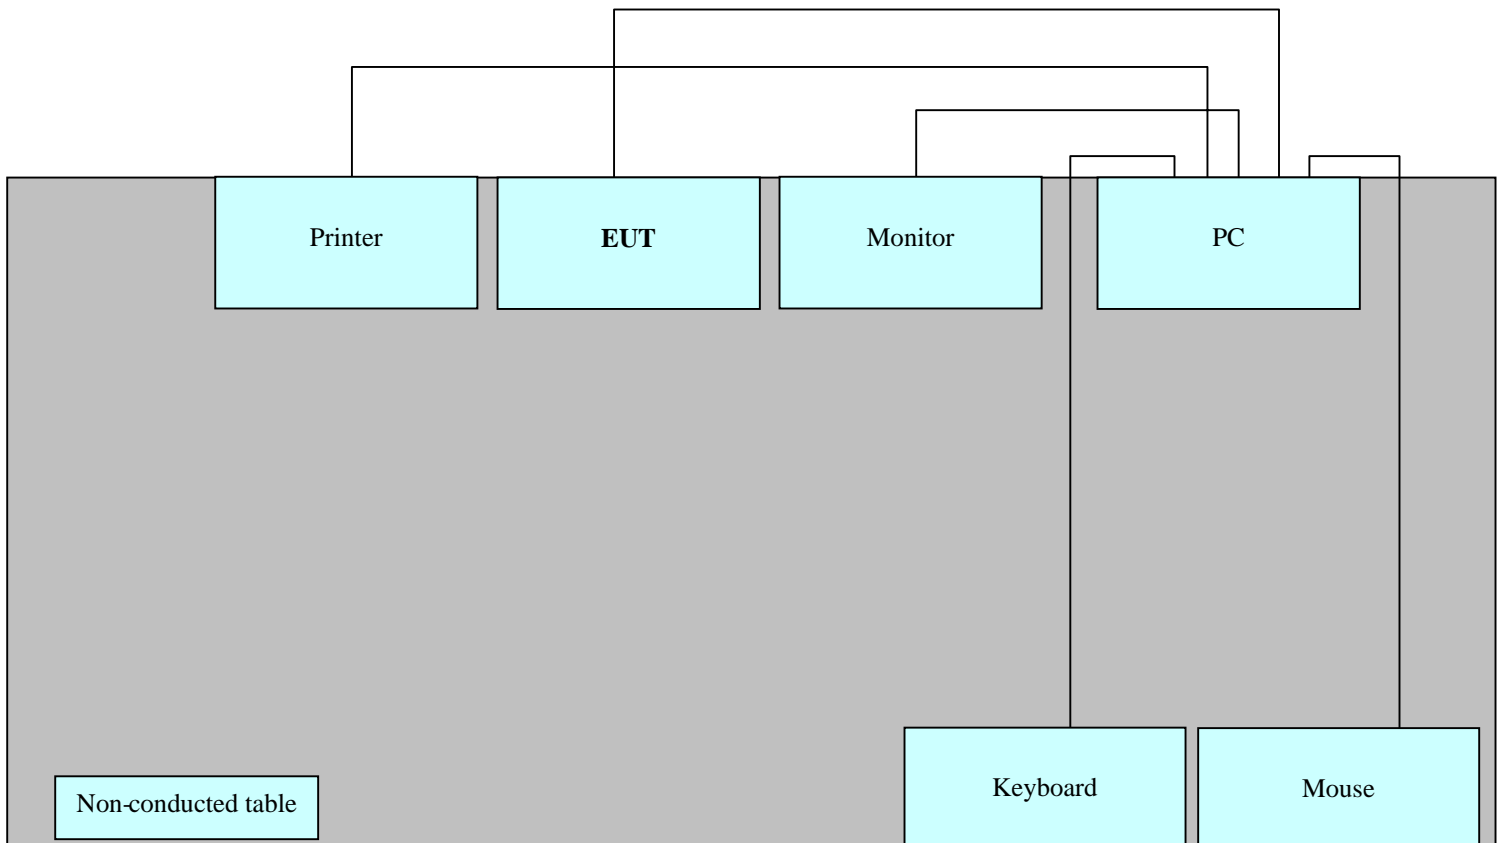 Printer
EUT
Monitor
PC
Keyboard
Mouse
Non-conducted table